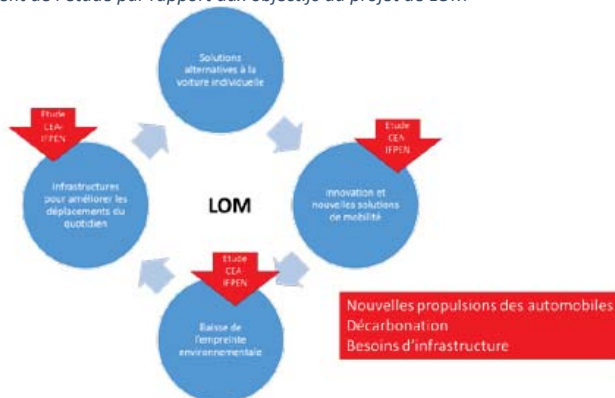 Solutions
alternatives à la
voiture individuelle
Etude
CEA-
IFPEN
Etude
CEA-
IFPEN
Infrastructures
pour améliorer les
déplacements du
quotidien
LOM
Innovation et
nouvelles solutions
de mobilité
Etude
CEA-
IFPEN
Baisse de
l'empreinte
environnementale
Nouvelles propulsions des automobiles
Décarbonation
Besoins d'infrastructure